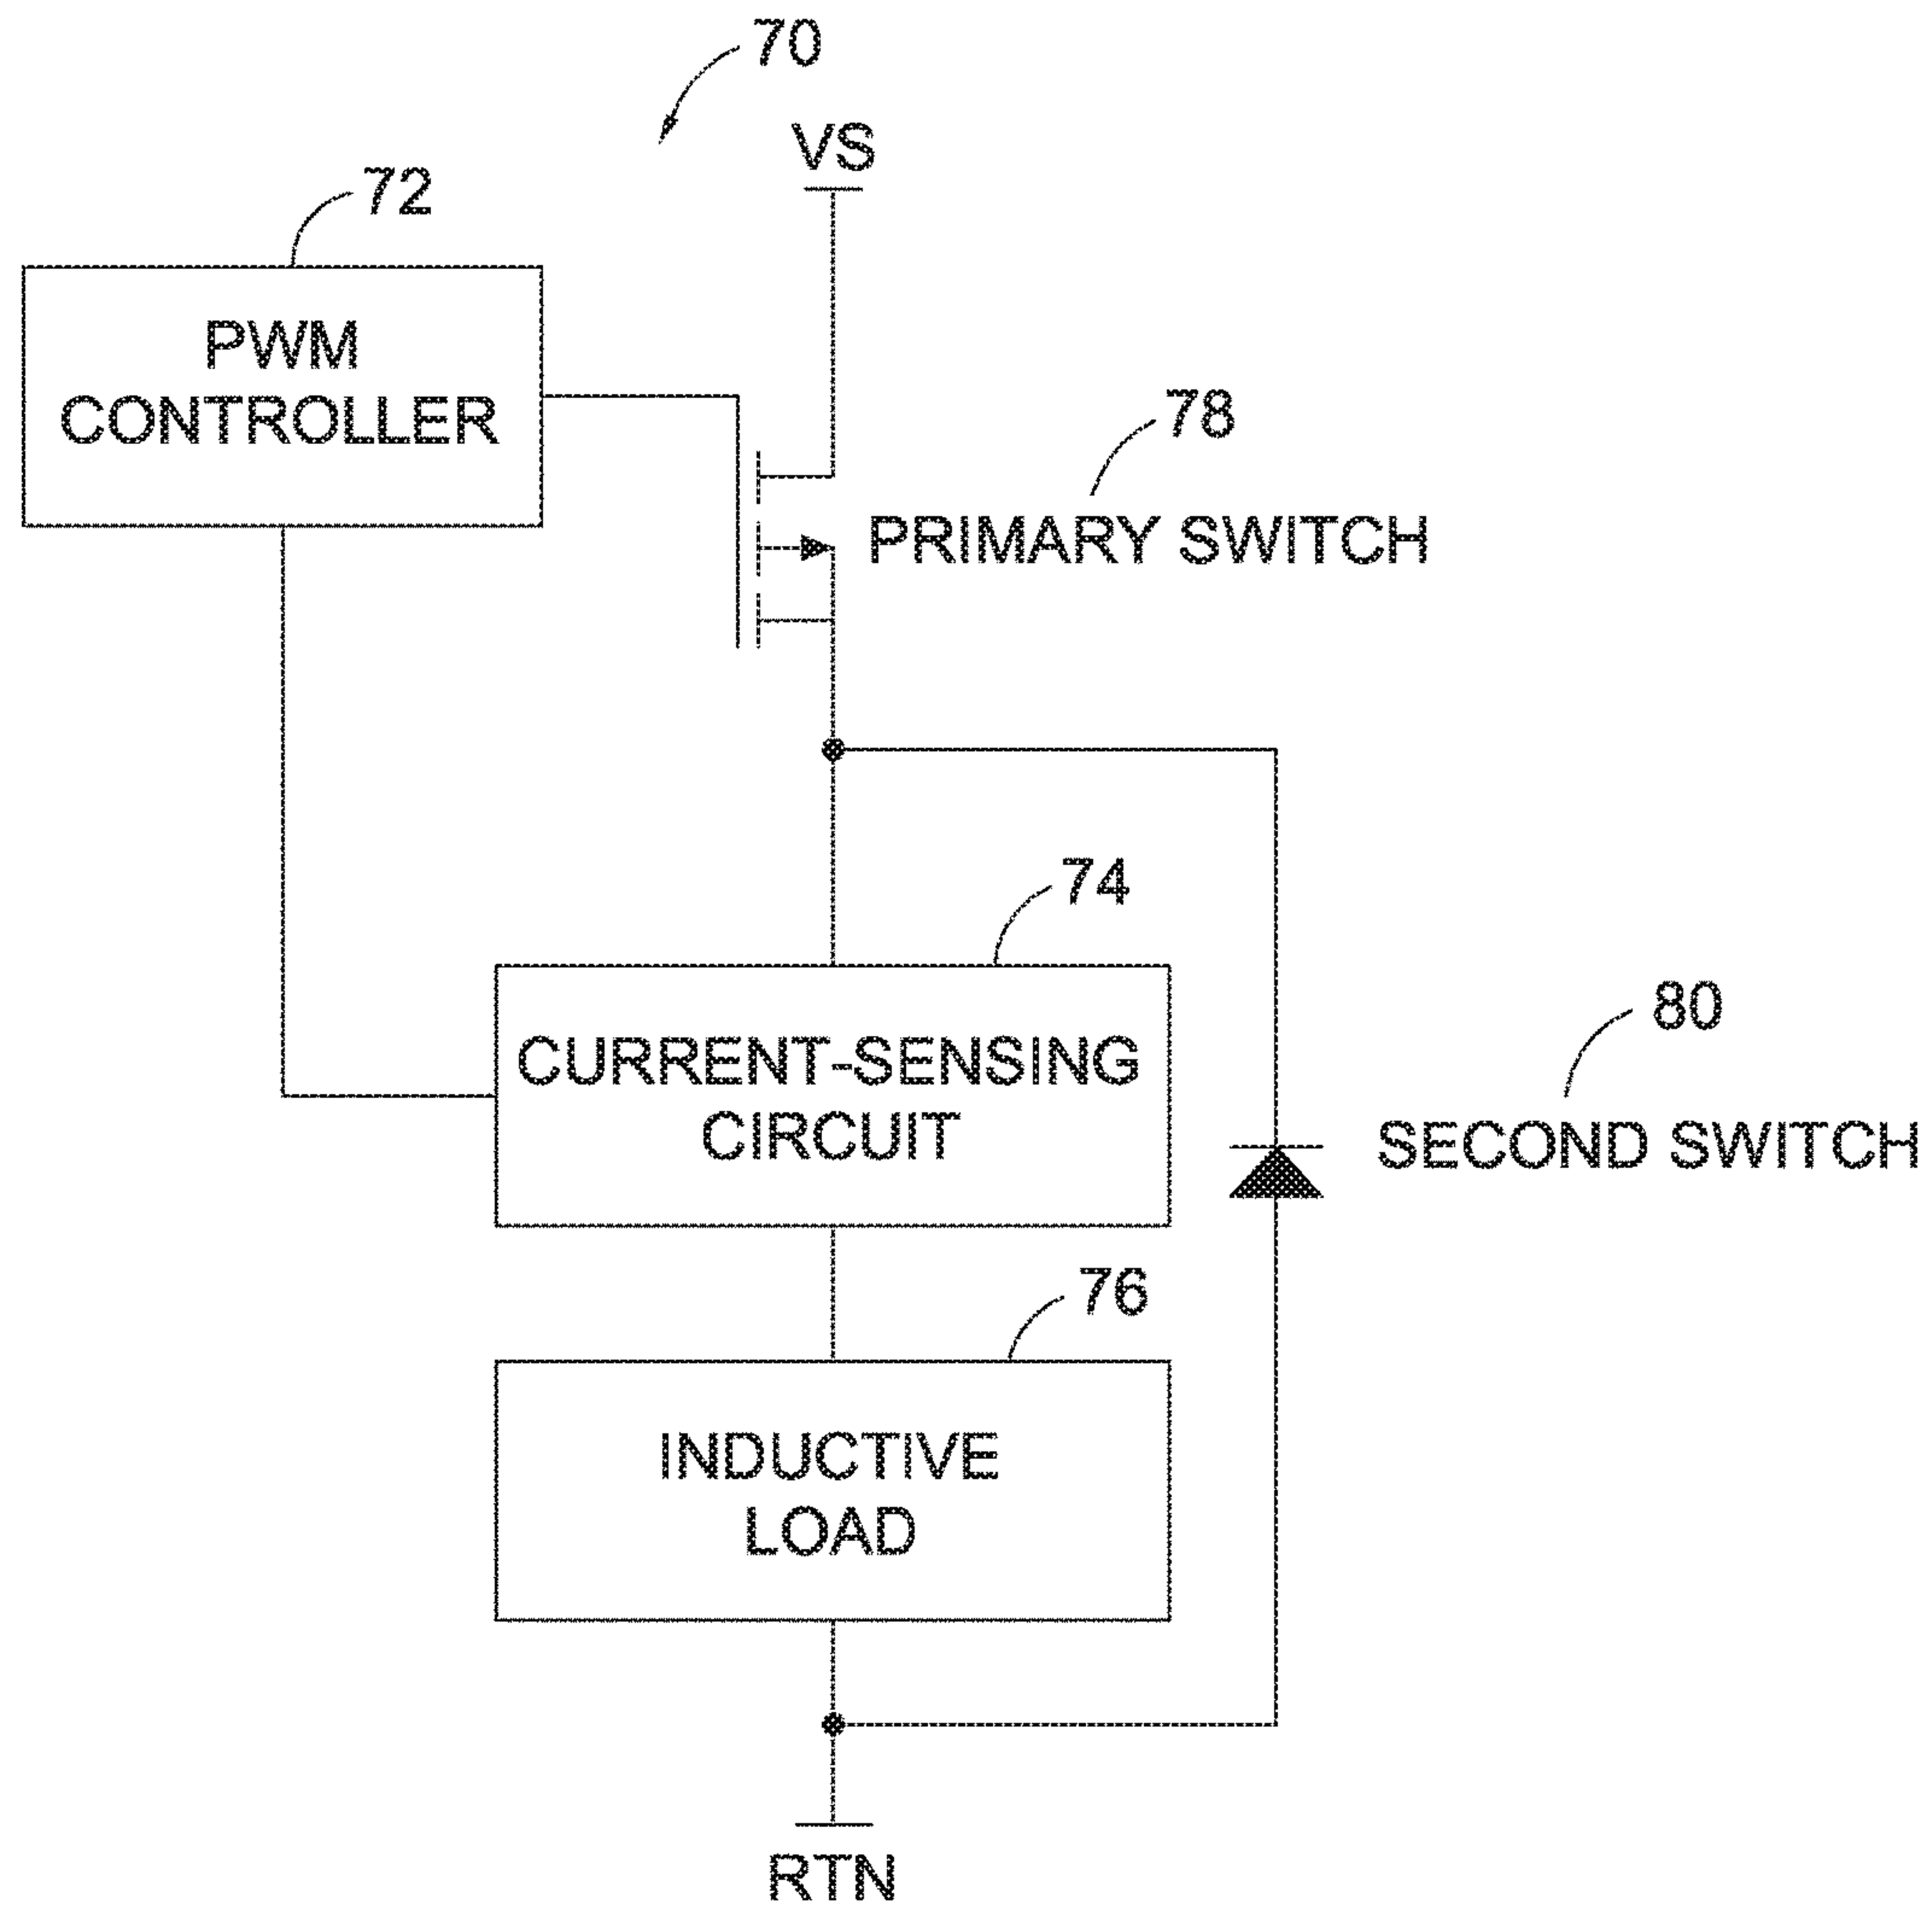 70
VS
72
PWM
CONTROLLER
78
PRIMARY SWITCH
74
CURRENT-SENSING
CIRCUIT
80
SECOND SWITCH
76
INDUCTIVE
LOAD
RTN